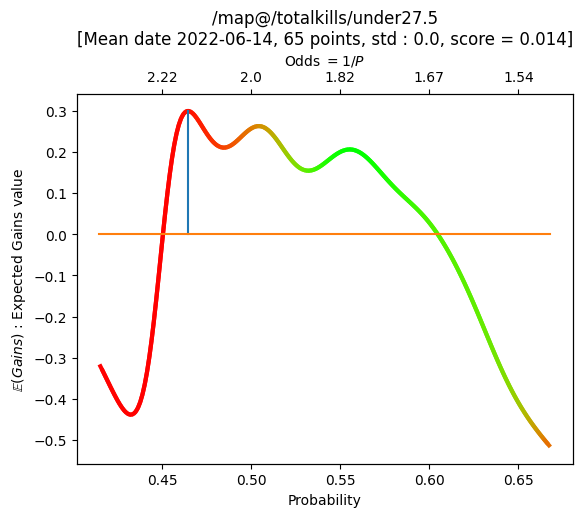 /map@/totalkills/under27.5
[Mean date 2022-06-14, 65 points, std : 0.0, score = 0.014]
Odds = 1/P
2.22 2.0 1.82 1.67 1.54
0.3
0.2
0.1
0.0
−0.1
−0.2
−0.3
−0.4
−0.5
𝔼(Gains) : Expected Gains value
0.45 0.50 0.55 0.60 0.65
Probability